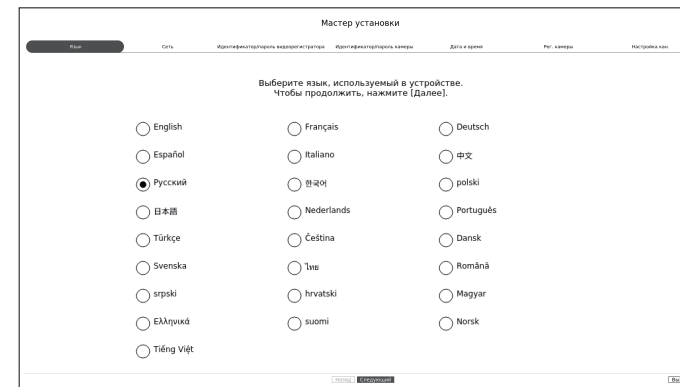 Мастер установки
Язык
Сеть
Идентификатор/пароль видеорегистратора
Идентификатор/пароль камеры
Дата и время
Рег. камеры
Настройка кан.
Выберите язык, используемый в устройстве.
Чтобы продолжить, нажмите [Далее].
English
Français
Deutsch
Español
Italiano
中文
Русский
한국어
polski
日本語
Nederlands
Português
Türkçe
Čeština
Dansk
Svenska
ไทย
Română
srpski
hrvatski
Magyar
Ελληνικά
suomi
Norsk
Tiếng Việt
Назад
Следующий